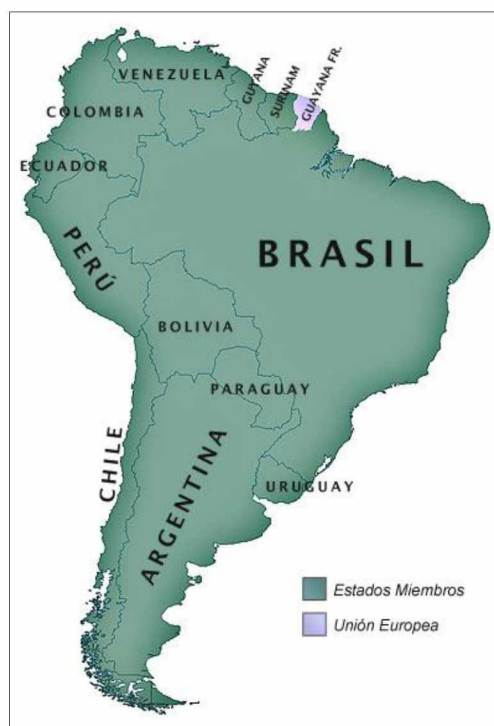 VENEZUELA
GUYANA
SURINAM
GUAYANA FR.
COLOMBIA
ECUADOR
PERÚ
BRASIL
BOLIVIA
PARAGUAY
CHILE
ARGENTINA
URUGUAY
Estados Miembros
Unión Europea